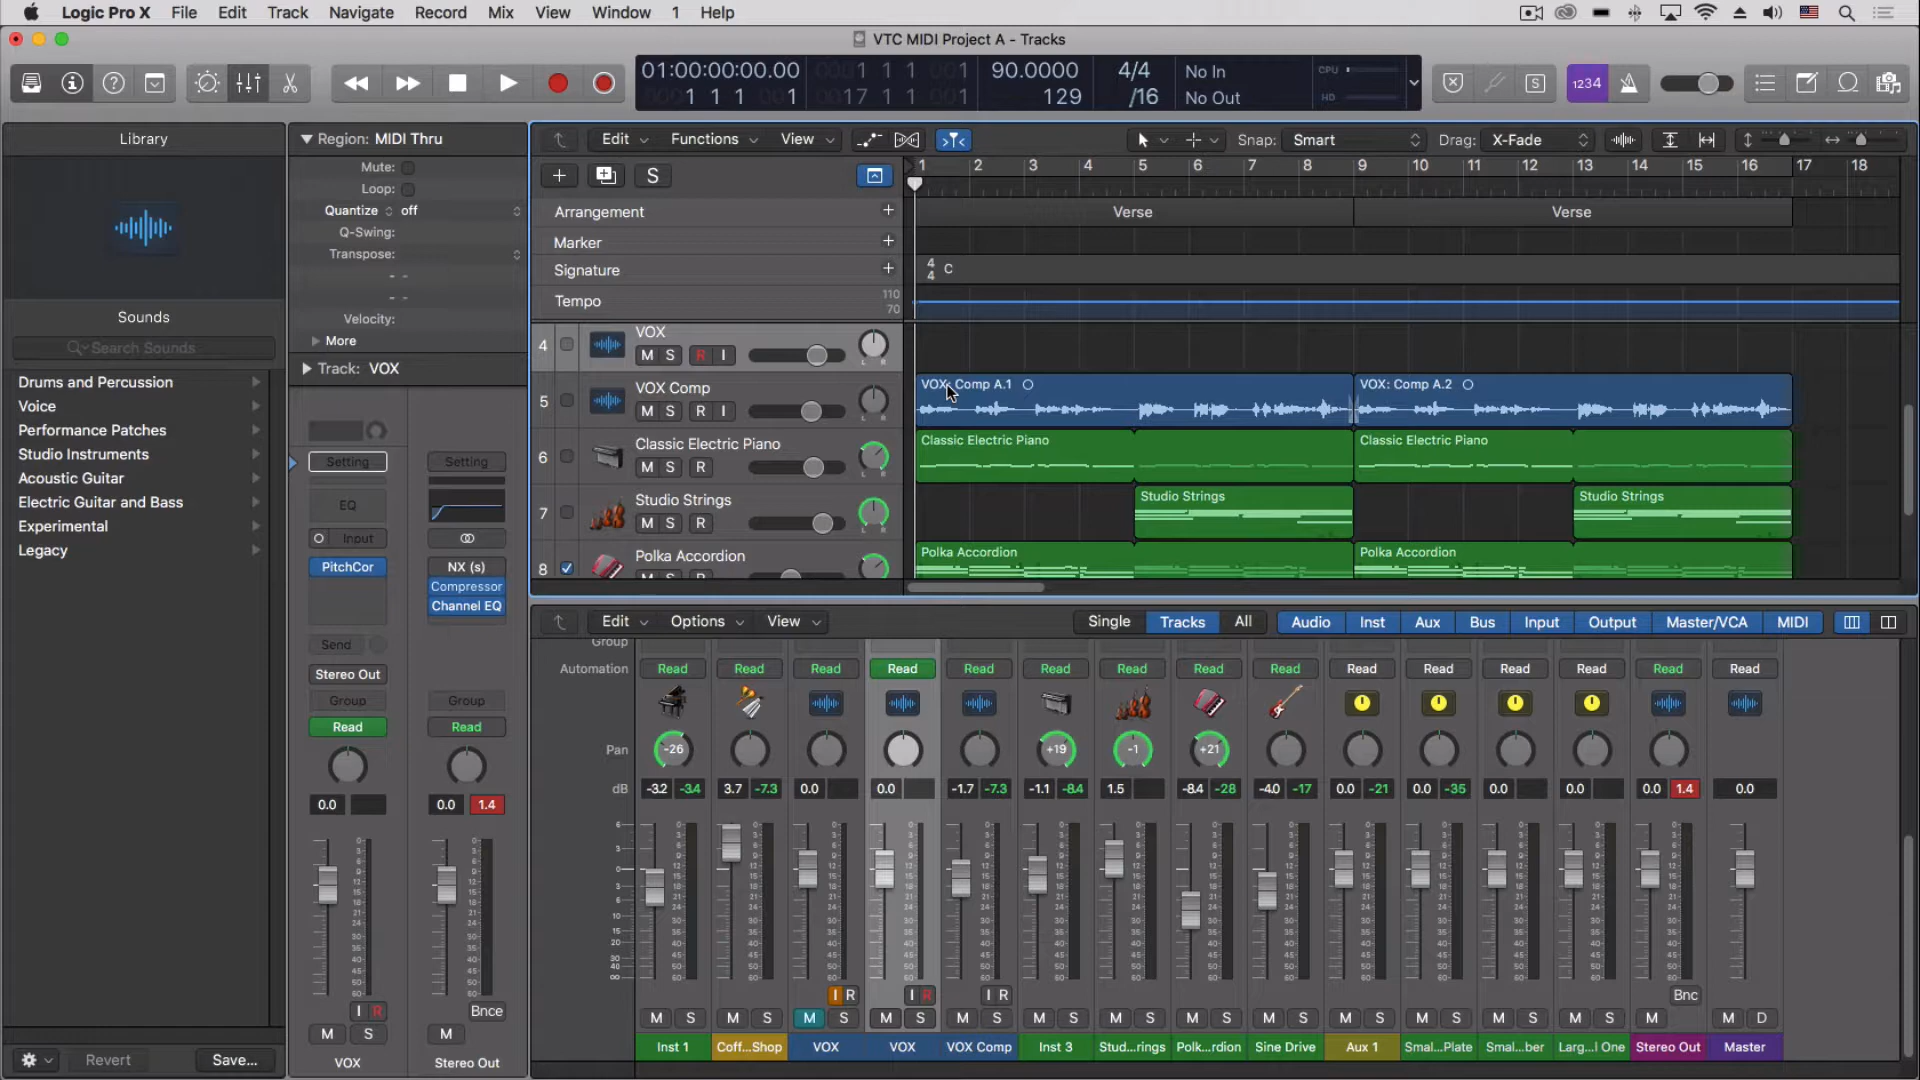 Logic Pro X File Edit Track Navigate Record Mix View Window 1 Help
VTC MIDI Project A - Tracks
01:00:00:00.00 1 1 1 90.0000 4/4 No In CPU
1 1 1 1 17 1 1 129 /16 No Out HD
1234
Library
Region: MIDI Thru
Edit Functions View Snap: Smart Drag: X-Fade
Mute:
Loop:
Quantize off
Q-Swing:
Transpose:
- -
- -
Velocity:
More
Track: VOX
1 2 3 4 5 6 7 8 9 10 11 12 13 14 15 16 17 18
S
Arrangement + Verse Verse
Marker +
Signature + 4 4 C
Tempo 110 70
Sounds
Search Sounds
Drums and Percussion
Voice
Performance Patches
Studio Instruments
Acoustic Guitar
Electric Guitar and Bass
Experimental
Legacy
4 VOX M S R I L R
5 VOX Comp M S R I L R
VOX: Comp A.1 VOX: Comp A.2
6 Classic Electric Piano M S R L R
Classic Electric Piano Classic Electric Piano
7 Studio Strings M S R L R
Studio Strings Studio Strings
8 Polka Accordion
Polka Accordion Polka Accordion
Setting Setting
EQ
Input
PitchCor NX (s)
Compressor
Channel EQ
Send
Stereo Out
Group Group
Read Read
0.0 0.0 1.4
I R Bnce
M S M
VOX Stereo Out
Revert Save...
Edit Options View Single Tracks All Audio Inst Aux Bus Input Output Master/VCA MIDI
Group
Automation Read Read Read Read Read Read Read Read Read Read Read Read Read Read Read
Pan -26 +19 -1 +21
dB -3.2 -3.4 3.7 -7.3 0.0 0.0 -1.7 -7.3 -1.1 -8.4 1.5 -8.4 -28 -4.0 -17 0.0 -21 0.0 -35 0.0 0.0 0.0 1.4 0.0
I R I R I R Bnc
M S M S M S M S M S M S M S M S M S M S M S M S M S M M D
Inst 1 Coff...Shop VOX VOX VOX Comp Inst 3 Stud...rings Polk...rdion Sine Drive Aux 1 Smal...Plate Smal...ber Larg...l One Stereo Out Master